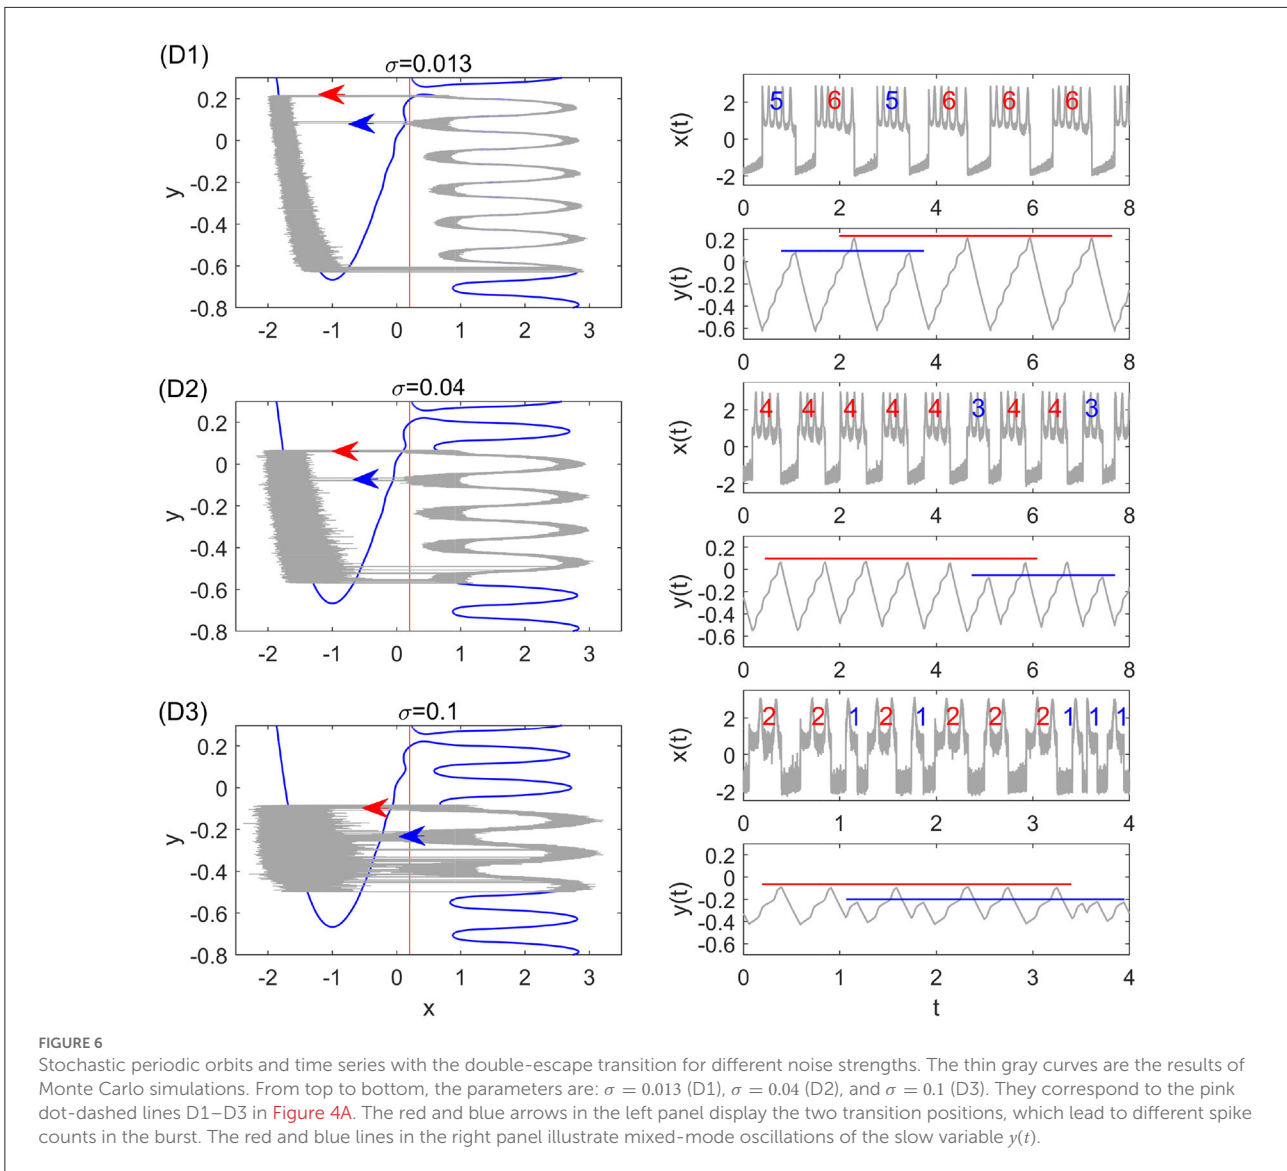 (D1)
σ=0.013
0.2
0
-0.2
-0.4
-0.6
-0.8
y
-2 -1 0 1 2 3
5 6 5 6 6 6
2
0
-2
x(t)
0 2 4 6 8
0.2
0
-0.2
-0.4
-0.6
y(t)
0 2 4 6 8
(D2)
σ=0.04
0.2
0
-0.2
-0.4
-0.6
-0.8
y
-2 -1 0 1 2 3
4 4 4 4 4 3 4 4 3
2
0
-2
x(t)
0 2 4 6 8
0.2
0
-0.2
-0.4
-0.6
y(t)
0 2 4 6 8
(D3)
σ=0.1
0.2
0
-0.2
-0.4
-0.6
-0.8
y
-2 -1 0 1 2 3
x
2 2 1 2 1 2 2 2 1 1 1
2
0
-2
x(t)
0 1 2 3 4
0.2
0
-0.2
-0.4
-0.6
y(t)
0 1 2 3 4
t
FIGURE 6
Stochastic periodic orbits and time series with the double-escape transition for different noise strengths. The thin gray curves are the results of
Monte Carlo simulations. From top to bottom, the parameters are: σ = 0.013 (D1), σ = 0.04 (D2), and σ = 0.1 (D3). They correspond to the pink
dot-dashed lines D1–D3 in Figure 4A. The red and blue arrows in the left panel display the two transition positions, which lead to different spike
counts in the burst. The red and blue lines in the right panel illustrate mixed-mode oscillations of the slow variable y(t).